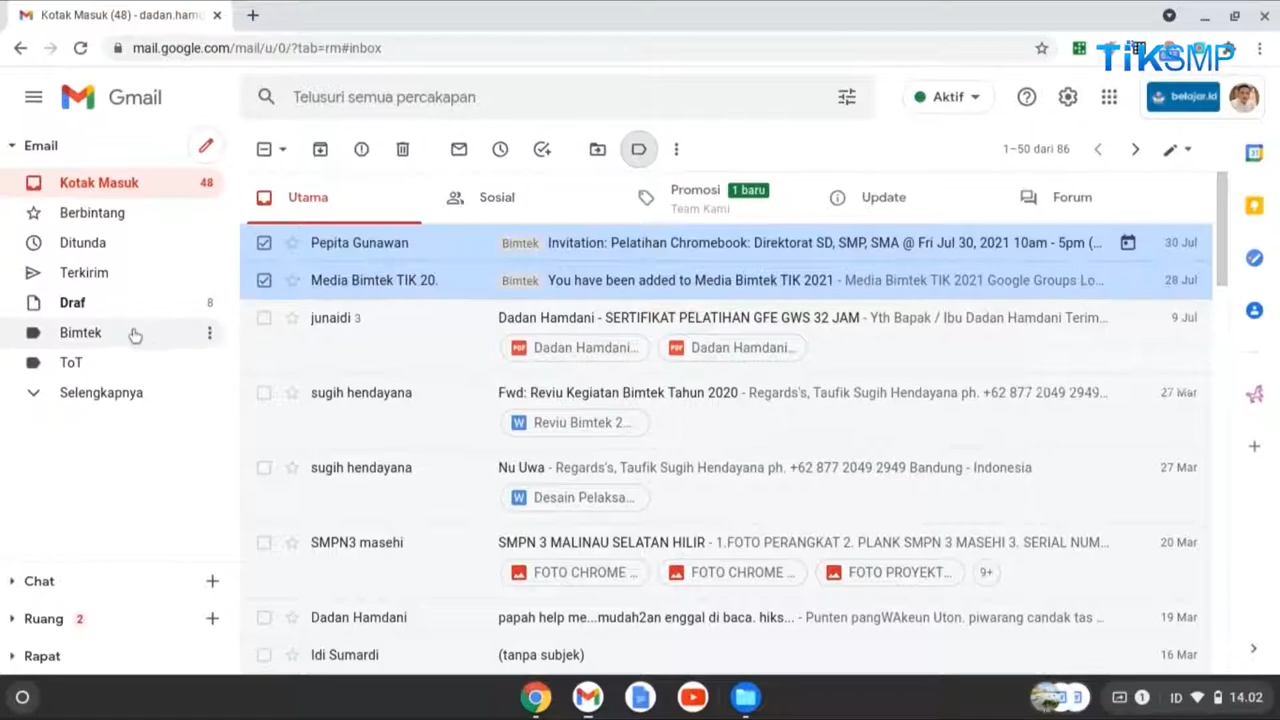 Kotak Masuk (48) - dadan.hamd
mail.google.com/mail/u/0/?tab=rm#inbox
TikSMP
Gmail
Telusuri semua percakapan
Aktif
belajar.id
Email
1–50 dari 86
Kotak Masuk 48
Berbintang
Ditunda
Terkirim
Draf 8
Bimtek
ToT
Selengkapnya
Chat
Ruang 2
Rapat
Utama
Sosial
Promosi 1 baru
Team Kami
Update
Forum
Pepita Gunawan Bimtek Invitation: Pelatihan Chromebook: Direktorat SD, SMP, SMA @ Fri Jul 30, 2021 10am - 5pm (... 30 Jul
Media Bimtek TIK 20. Bimtek You have been added to Media Bimtek TIK 2021 - Media Bimtek TIK 2021 Google Groups Lo... 28 Jul
junaidi 3 Dadan Hamdani - SERTIFIKAT PELATIHAN GFE GWS 32 JAM - Yth Bapak / Ibu Dadan Hamdani Terim... 9 Jul
PDF Dadan Hamdani... PDF Dadan Hamdani...
sugih hendayana Fwd: Reviu Kegiatan Bimtek Tahun 2020 - Regards's, Taufik Sugih Hendayana ph. +62 877 2049 2949... 27 Mar
W Reviu Bimtek 2...
sugih hendayana Nu Uwa - Regards's, Taufik Sugih Hendayana ph. +62 877 2049 2949 Bandung - Indonesia 27 Mar
W Desain Pelaksa...
SMPN3 masehi SMPN 3 MALINAU SELATAN HILIR - 1.FOTO PERANGKAT 2. PLANK SMPN 3 MASEHI 3. SERIAL NUM... 20 Mar
FOTO CHROME ... FOTO CHROME ... FOTO PROYEKT... 9+
Dadan Hamdani papah help me...mudah2an enggal di baca. hiks... - Punten pangWAkeun Uton. piwarang candak tas ... 19 Mar
Idi Sumardi (tanpa subjek) 16 Mar
31
1 ID 14.02